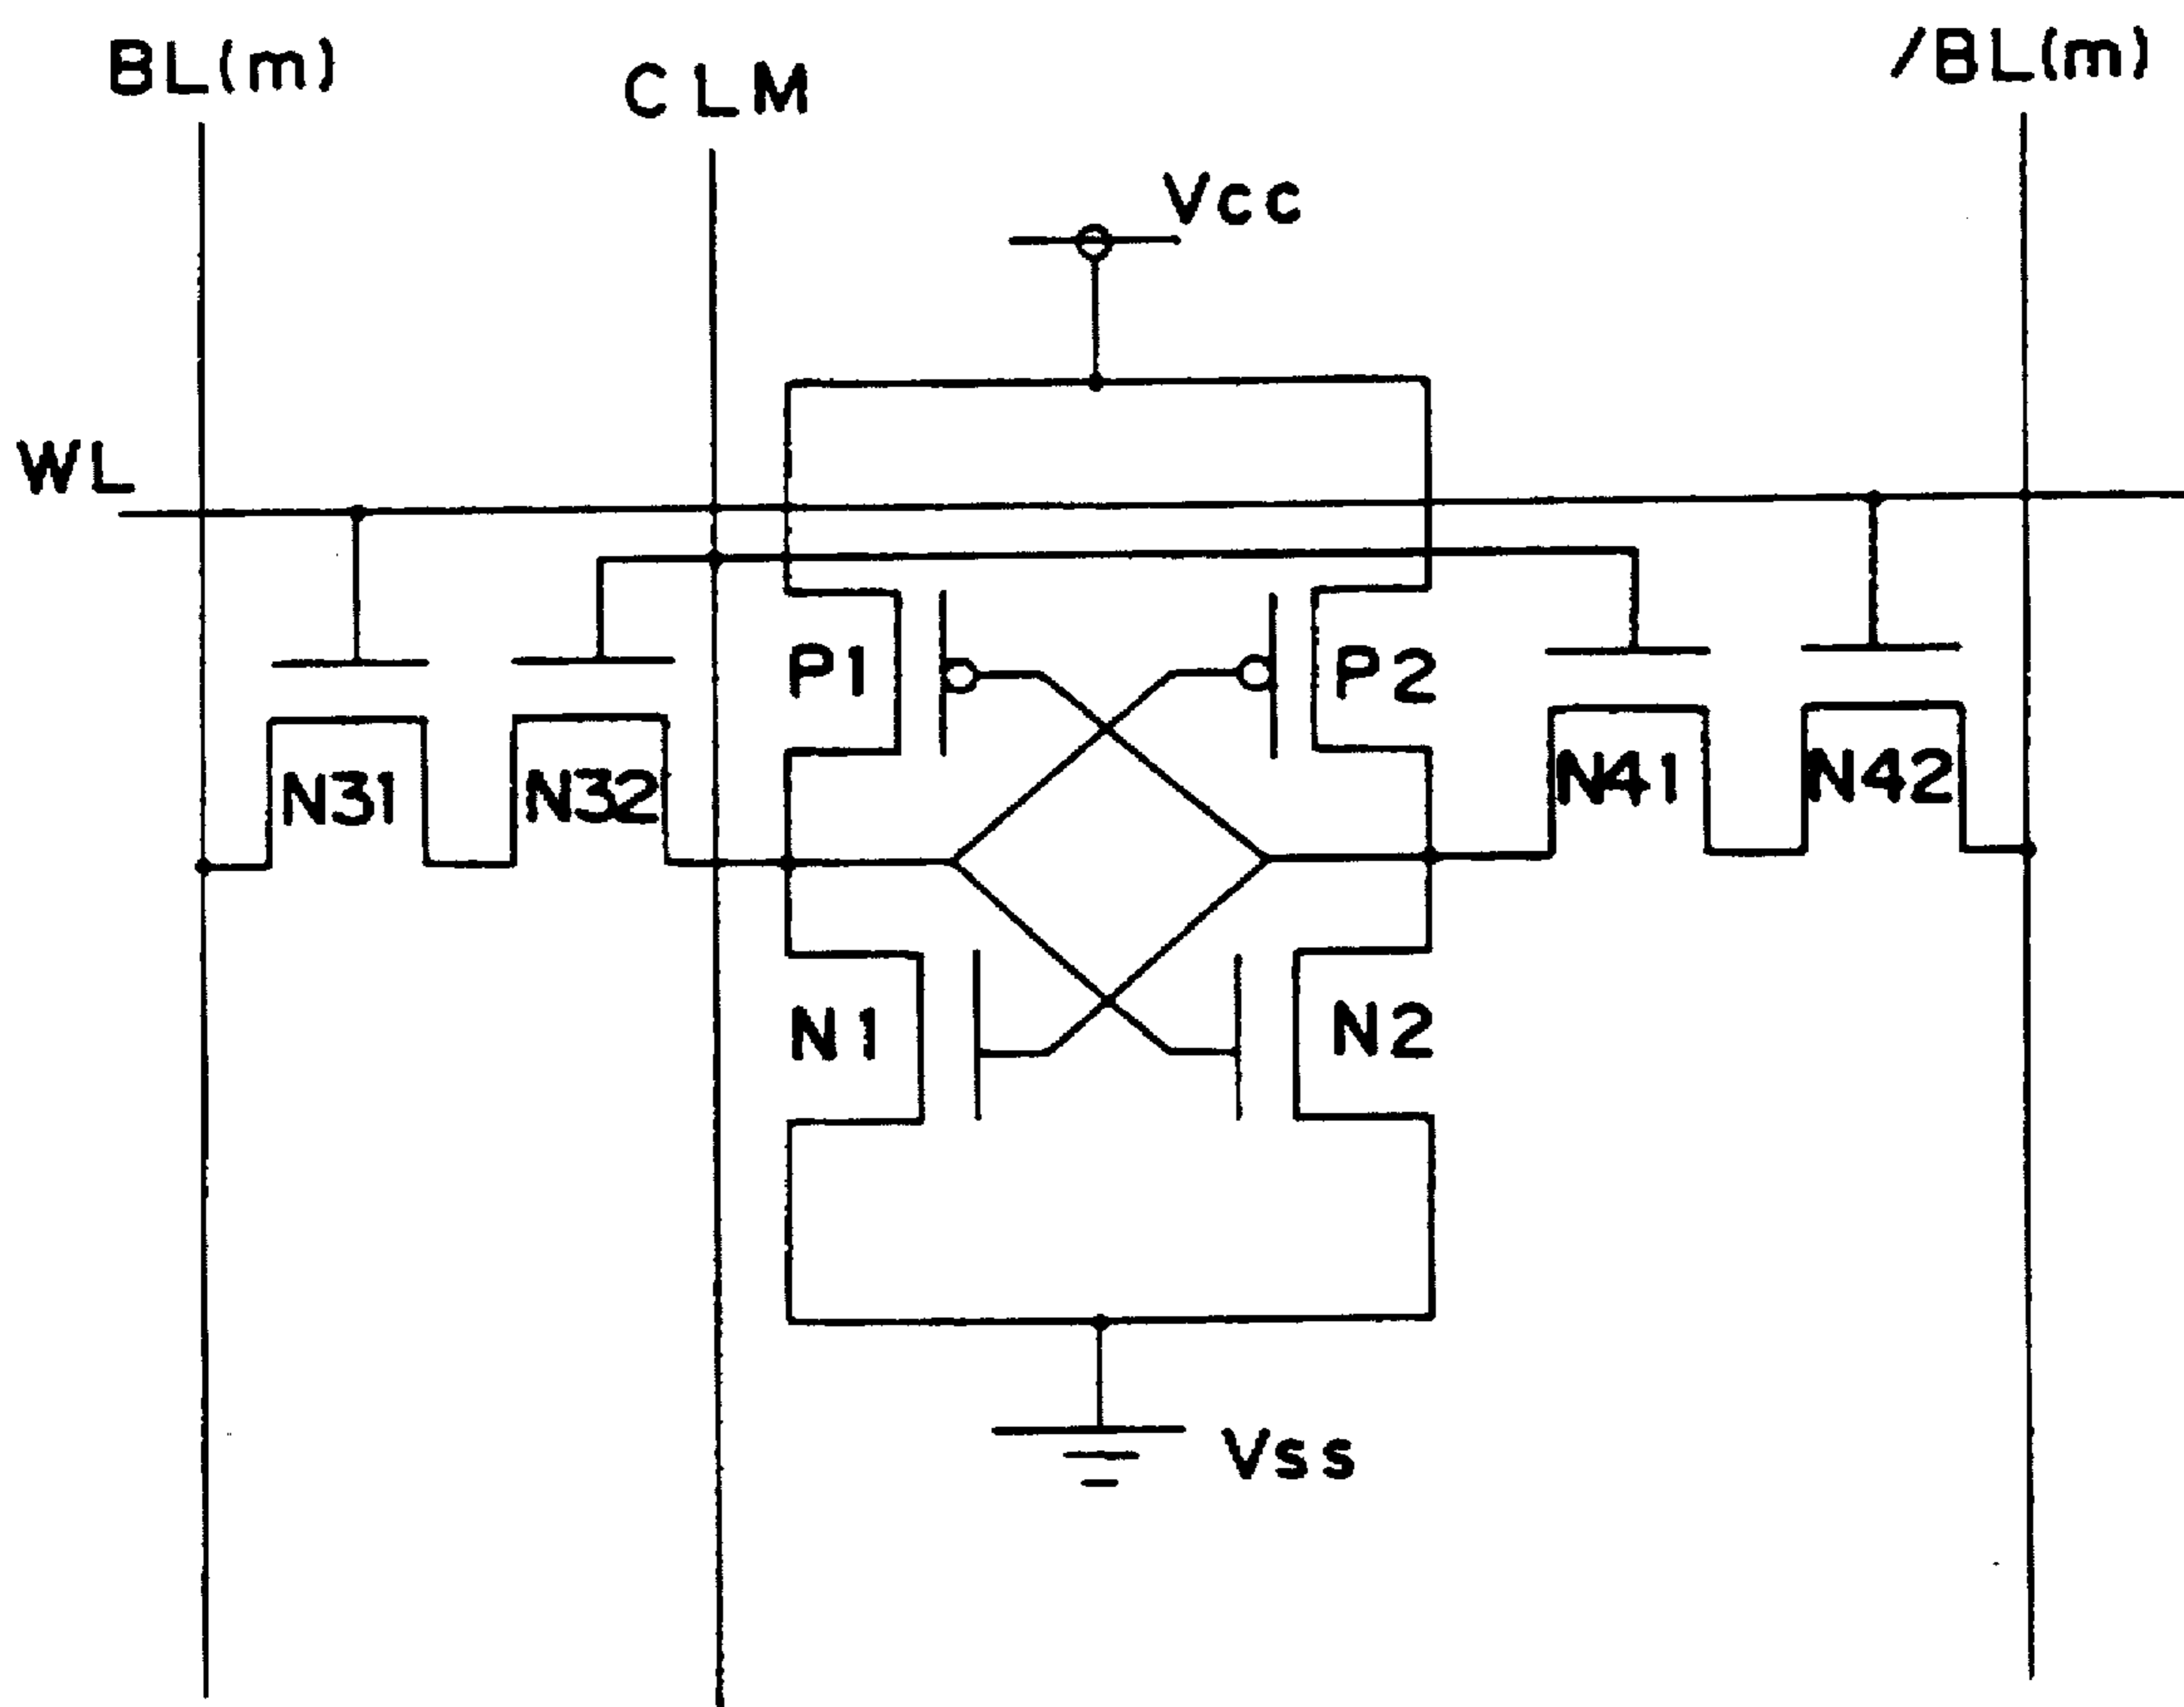 BL(m)
CLM
/BL(m)
Vcc
WL
P1
P2
N31
N32
N41
N42
N1
N2
Vss